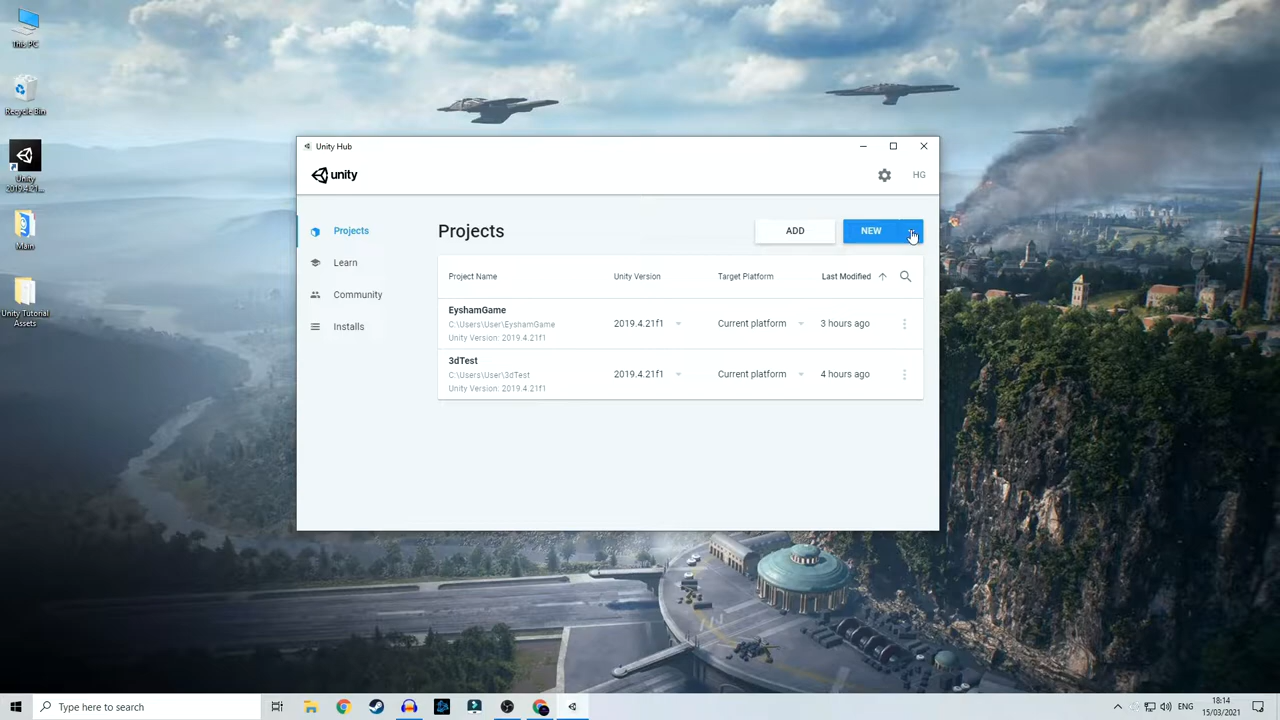 This PC
Recycle Bin
Unity
2019.4.21...
Main
Unity Tutorial
Assets
Unity Hub
unity
HG
Projects
Learn
Community
Installs
Projects
ADD
NEW
Project Name
Unity Version
Target Platform
Last Modified
EyshamGame
C:\Users\User\EyshamGame
Unity Version: 2019.4.21f1
2019.4.21f1
Current platform
3 hours ago
3dTest
C:\Users\User\3dTest
Unity Version: 2019.4.21f1
2019.4.21f1
Current platform
4 hours ago
Type here to search
ENG
18:14
15/03/2021